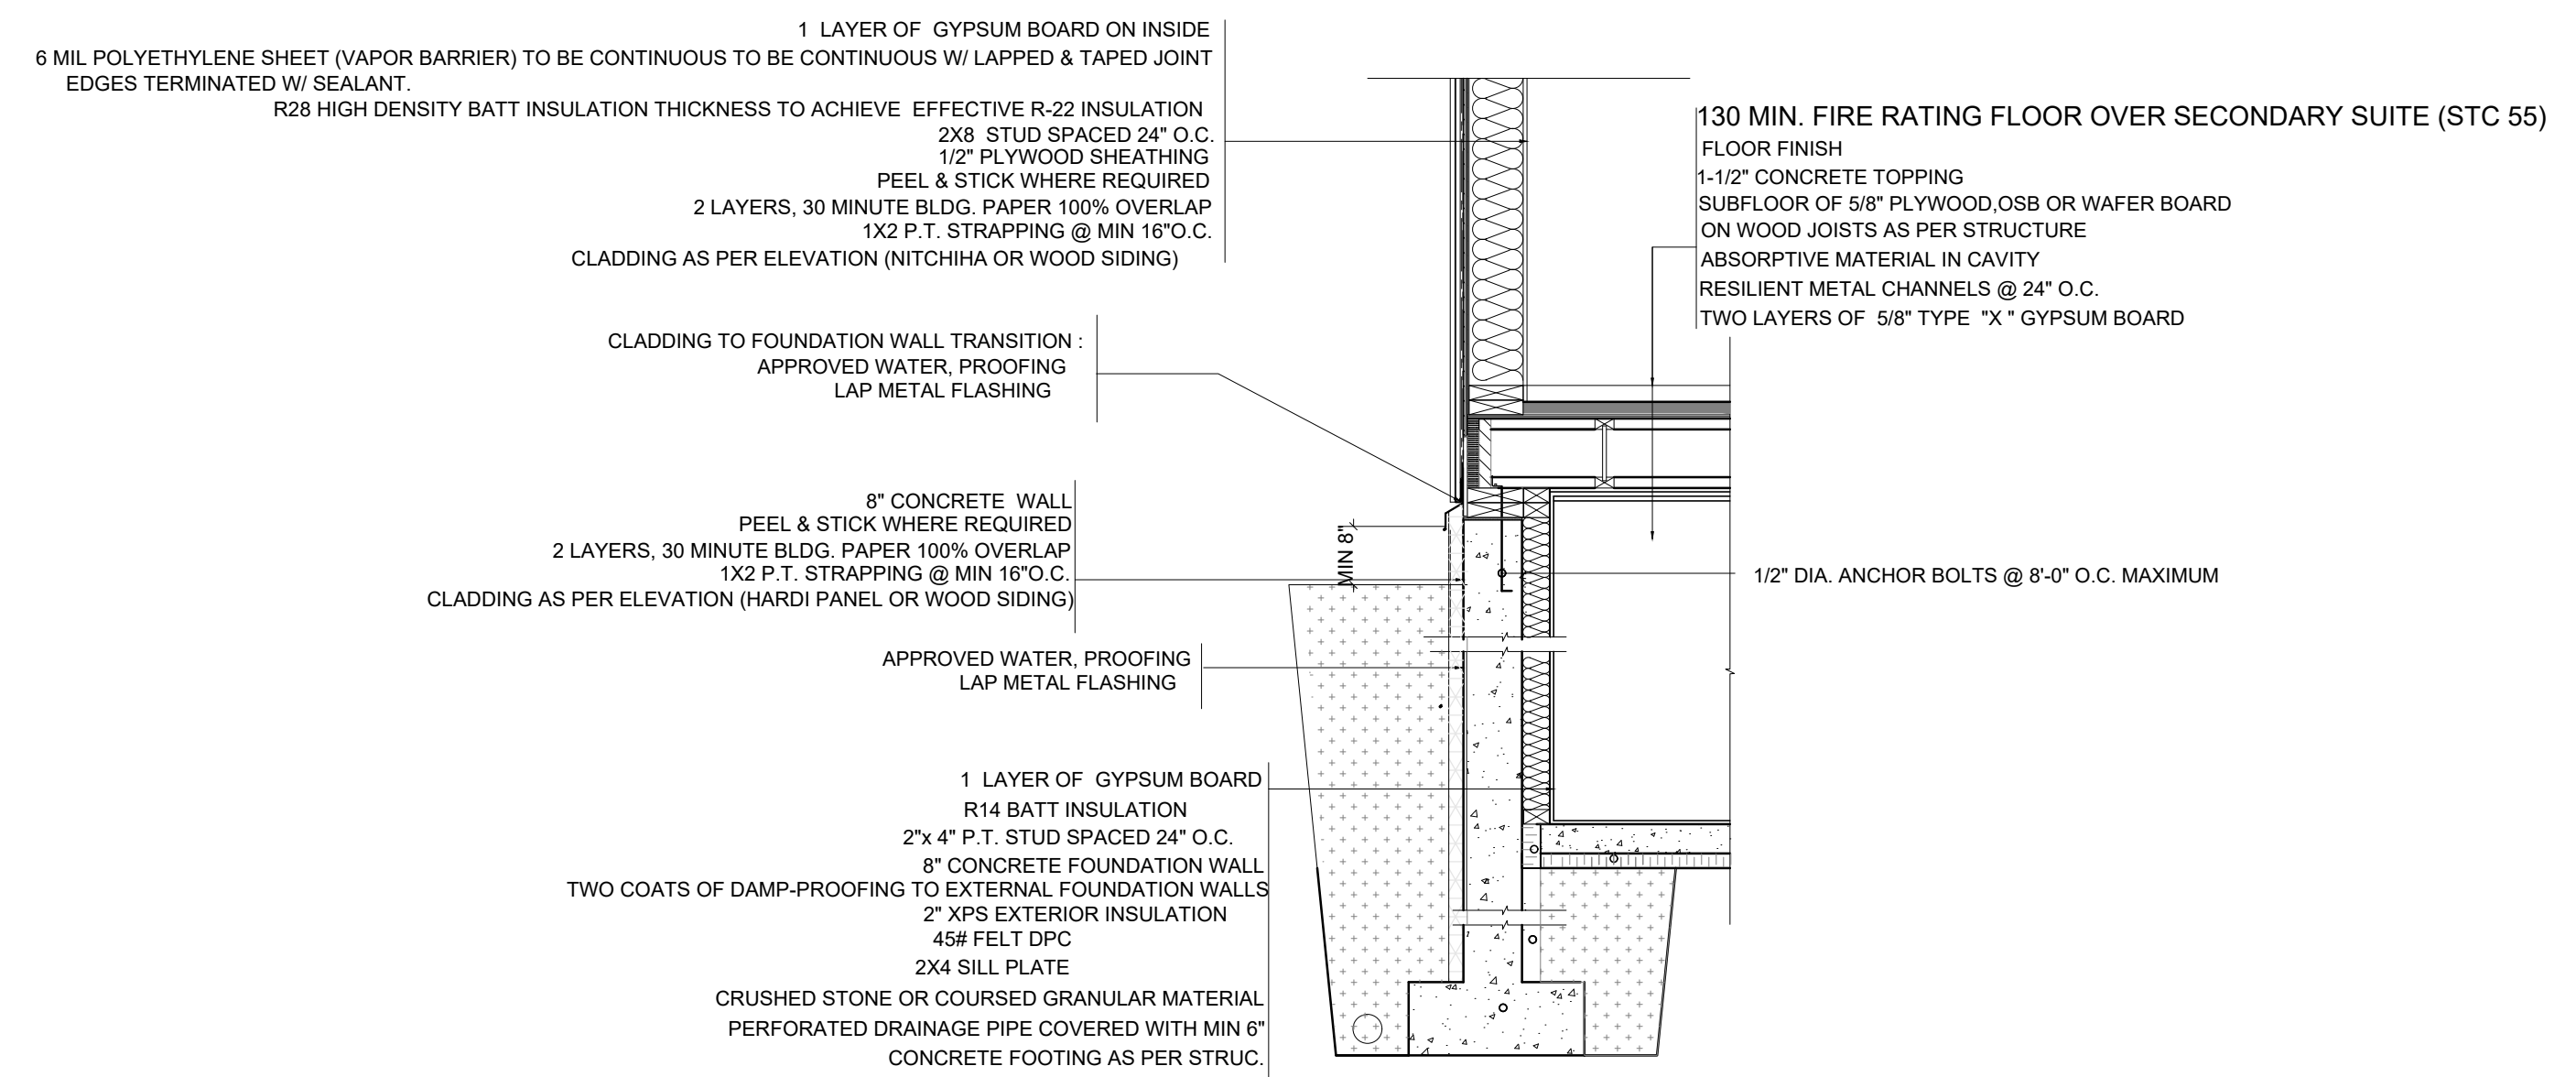 1 LAYER OF GYPSUM BOARD ON INSIDE
6 MIL POLYETHYLENE SHEET (VAPOR BARRIER) TO BE CONTINUOUS TO BE CONTINUOUS W/ LAPPED & TAPED JOINT
EDGES TERMINATED W/ SEALANT.
R28 HIGH DENSITY BATT INSULATION THICKNESS TO ACHIEVE EFFECTIVE R-22 INSULATION
2X8 STUD SPACED 24" O.C.
1/2" PLYWOOD SHEATHING
PEEL & STICK WHERE REQUIRED
2 LAYERS, 30 MINUTE BLDG. PAPER 100% OVERLAP
1X2 P.T. STRAPPING @ MIN 16"O.C.
CLADDING AS PER ELEVATION (NITCHIHA OR WOOD SIDING)
130 MIN. FIRE RATING FLOOR OVER SECONDARY SUITE (STC 55)
FLOOR FINISH
1-1/2" CONCRETE TOPPING
SUBFLOOR OF 5/8" PLYWOOD,OSB OR WAFER BOARD
ON WOOD JOISTS AS PER STRUCTURE
ABSORPTIVE MATERIAL IN CAVITY
RESILIENT METAL CHANNELS @ 24" O.C.
TWO LAYERS OF 5/8" TYPE "X " GYPSUM BOARD
CLADDING TO FOUNDATION WALL TRANSITION :
APPROVED WATER, PROOFING
LAP METAL FLASHING
8" CONCRETE WALL
PEEL & STICK WHERE REQUIRED
2 LAYERS, 30 MINUTE BLDG. PAPER 100% OVERLAP
1X2 P.T. STRAPPING @ MIN 16"O.C.
CLADDING AS PER ELEVATION (HARDI PANEL OR WOOD SIDING)
MIN 8"
1/2" DIA. ANCHOR BOLTS @ 8'-0" O.C. MAXIMUM
APPROVED WATER, PROOFING
LAP METAL FLASHING
1 LAYER OF GYPSUM BOARD
R14 BATT INSULATION
2"x 4" P.T. STUD SPACED 24" O.C.
8" CONCRETE FOUNDATION WALL
TWO COATS OF DAMP-PROOFING TO EXTERNAL FOUNDATION WALLS
2" XPS EXTERIOR INSULATION
45# FELT DPC
2X4 SILL PLATE
CRUSHED STONE OR COURSED GRANULAR MATERIAL
PERFORATED DRAINAGE PIPE COVERED WITH MIN 6"
CONCRETE FOOTING AS PER STRUC.